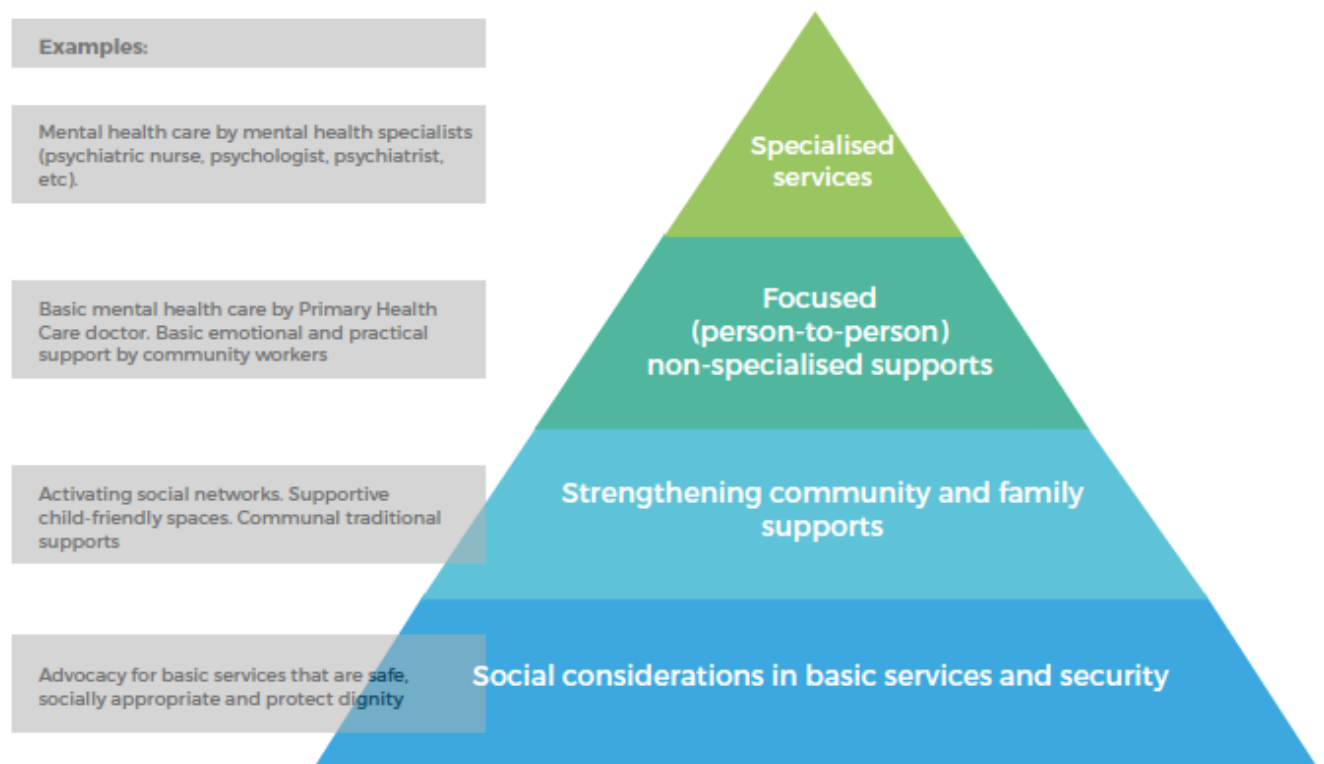 Examples:
Mental health care by mental health specialists
(psychiatric nurse, psychologist, psychiatrist,
etc).
Specialised
services
Basic mental health care by Primary Health
Care doctor. Basic emotional and practical
support by community workers
Focused
(person-to-person)
non-specialised supports
Activating social networks. Supportive
child-friendly spaces. Communal traditional
supports
Strengthening community and family
supports
Advocacy for basic services that are safe,
socially appropriate and protect dignity
Social considerations in basic services and security